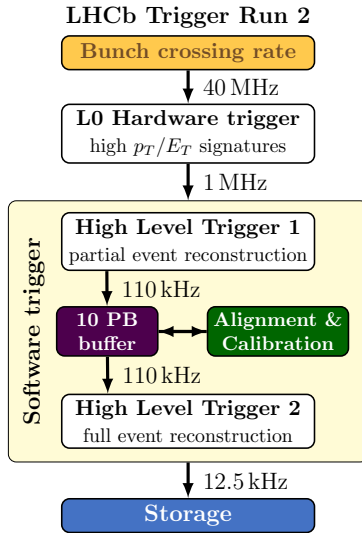 LHCb Trigger Run 2
Bunch crossing rate
40 MHz
L0 Hardware trigger
high p_T/E_T signatures
1 MHz
Software trigger
High Level Trigger 1
partial event reconstruction
110 kHz
10 PB
buffer
Alignment &
Calibration
110 kHz
High Level Trigger 2
full event reconstruction
12.5 kHz
Storage